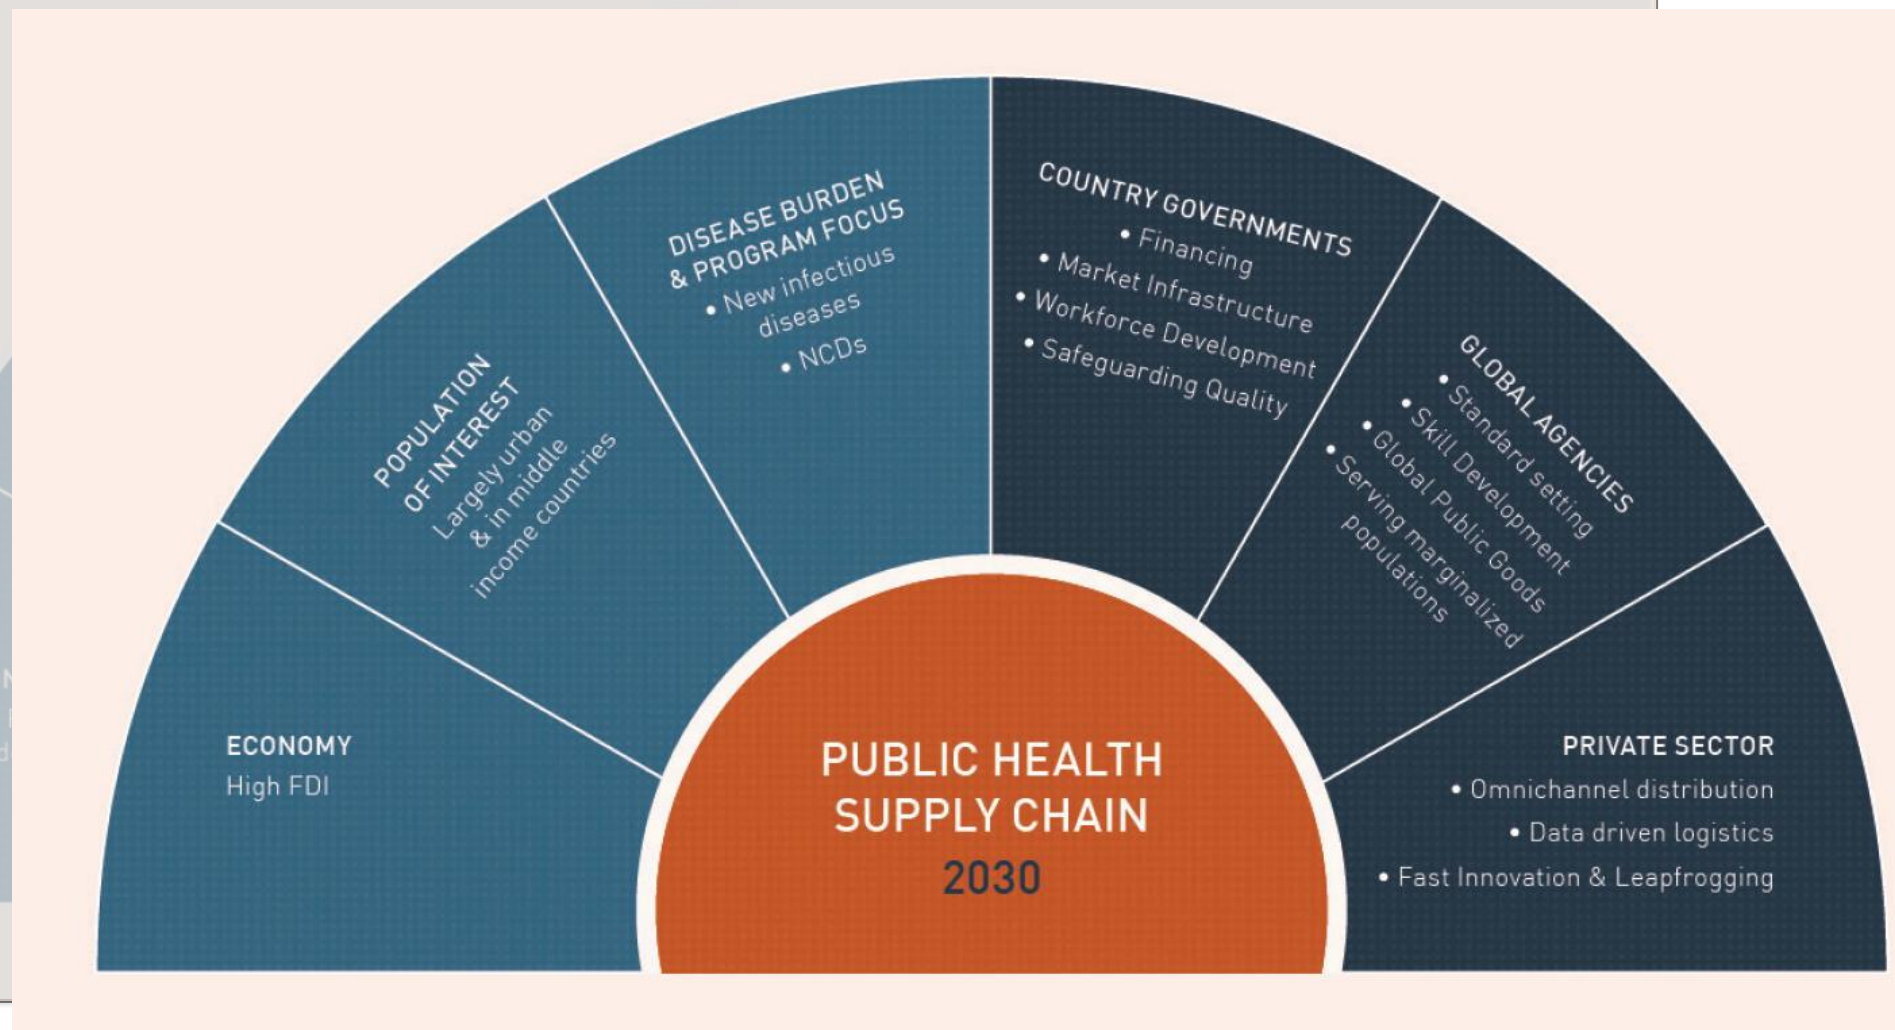 ECONOMY
High FDI
POPULATION
OF INTEREST
Largely urban
& in middle
income countries
DISEASE BURDEN
& PROGRAM FOCUS
• New infectious
diseases
• NCDs
COUNTRY GOVERNMENTS
• Financing
• Market Infrastructure
• Workforce Development
• Safeguarding Quality
GLOBAL AGENCIES
• Standard setting
• Skill Development
• Global Public Goods
• Serving marginalized
populations
PRIVATE SECTOR
• Omnichannel distribution
• Data driven logistics
• Fast Innovation & Leapfrogging
PUBLIC HEALTH
SUPPLY CHAIN
2030